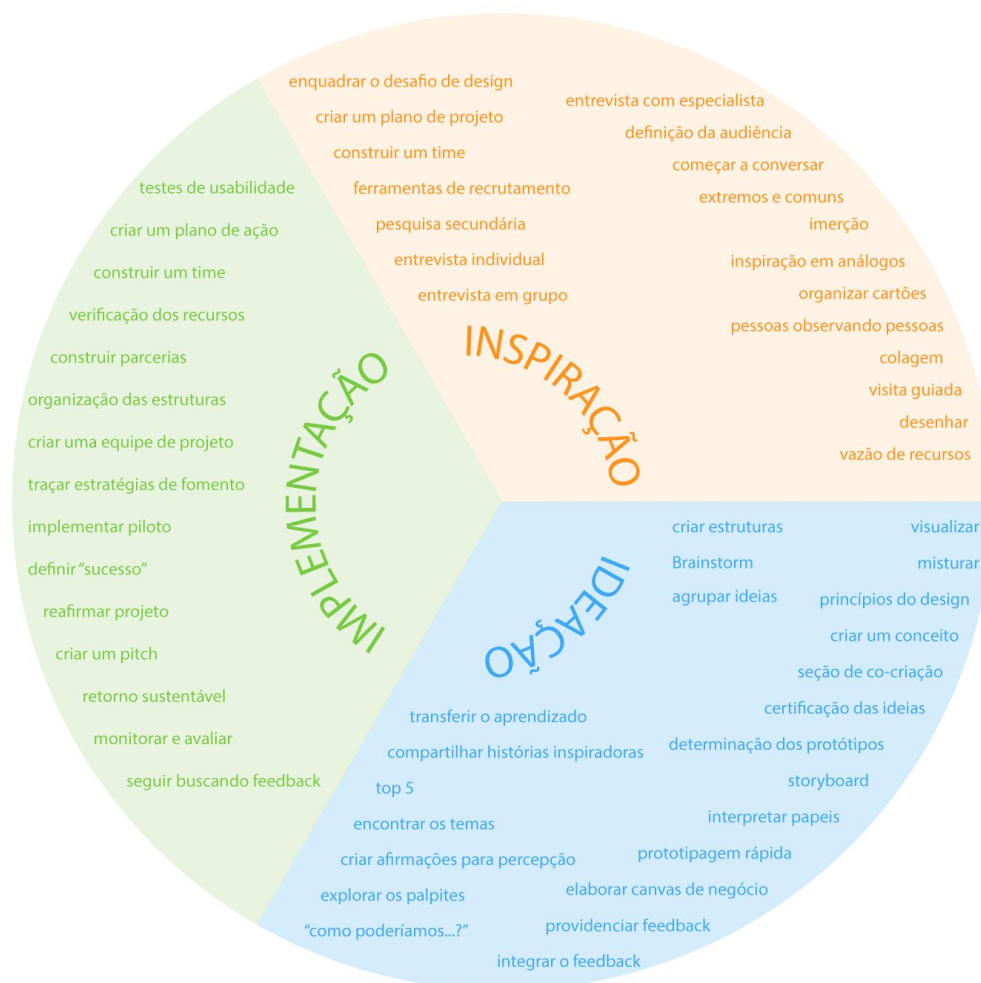 enquadrar o desafio de design
criar um plano de projeto
construir um time
ferramentas de recrutamento
pesquisa secundária
entrevista individual
entrevista em grupo
entrevista com especialista
definição da audiência
começar a conversar
extremos e comuns
imerção
inspiração em análogos
organizar cartões
pessoas observando pessoas
colagem
visita guiada
desenhar
vazão de recursos
INSPIRAÇÃO
testes de usabilidade
criar um plano de ação
construir um time
verificação dos recursos
construir parcerias
organização das estruturas
criar uma equipe de projeto
traçar estratégias de fomento
implementar piloto
definir “sucesso”
reafirmar projeto
criar um pitch
retorno sustentável
monitorar e avaliar
seguir buscando feedback
IMPLEMENTAÇÃO
IDEAÇÃO
criar estruturas
Brainstorm
agrupar ideias
visualizar
misturar
princípios do design
criar um conceito
seção de co-criação
certificação das ideias
determinação dos protótipos
storyboard
interpretar papeis
prototipagem rápida
elaborar canvas de negócio
providenciar feedback
integrar o feedback
transferir o aprendizado
compartilhar histórias inspiradoras
top 5
encontrar os temas
criar afirmações para percepção
explorar os palpites
“como poderíamos...?”